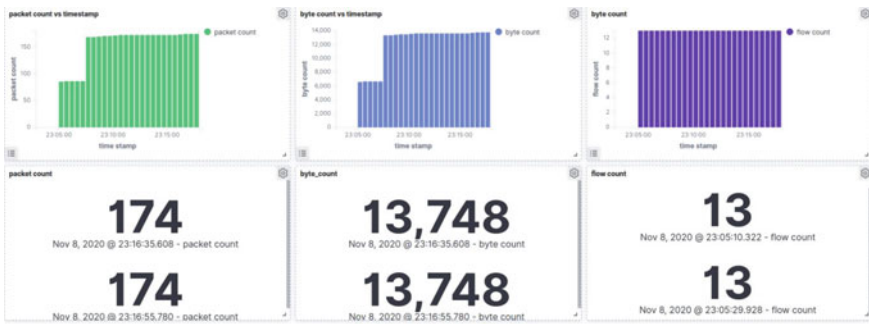 packet count vs timestamp
packet count
150
100
50
0
packet count
23:05:00 23:10:00 23:15:00
time stamp
byte count vs timestamp
byte count
14,000
12,000
10,000
8,000
6,000
4,000
2,000
0
byte count
23:05:00 23:10:00 23:15:00
time stamp
byte count
flow count
12
10
8
6
4
2
0
flow count
23:05:00 23:10:00 23:15:00
time stamp
packet count
174
Nov 8, 2020 @ 23:16:35.608 - packet count
174
Nov 8, 2020 @ 23:16:55.780 - packet count
byte_count
13,748
Nov 8, 2020 @ 23:16:35.608 - byte count
13,748
Nov 8, 2020 @ 23:16:55.780 - byte count
flow count
13
Nov 8, 2020 @ 23:05:10.322 - flow count
13
Nov 8, 2020 @ 23:05:29.928 - flow count